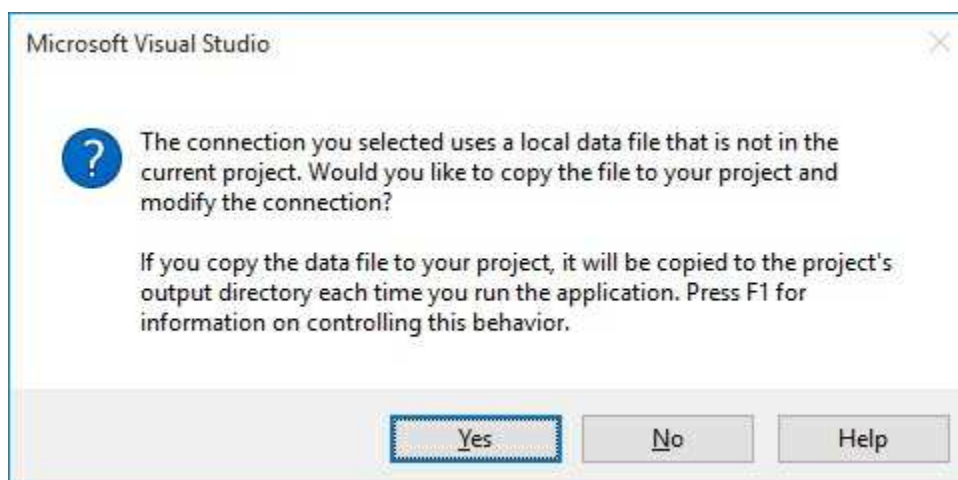 Microsoft Visual Studio
?
The connection you selected uses a local data file that is not in the
current project. Would you like to copy the file to your project and
modify the connection?
If you copy the data file to your project, it will be copied to the project's
output directory each time you run the application. Press F1 for
information on controlling this behavior.
Yes No Help